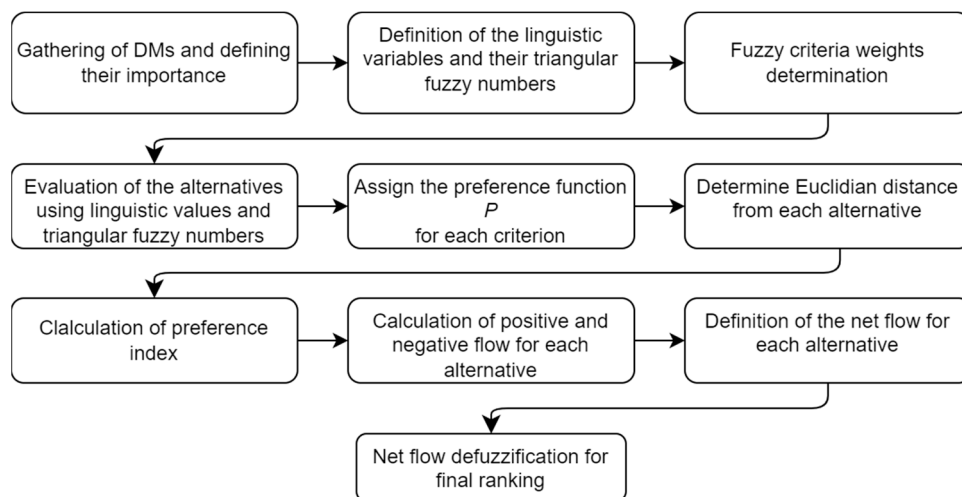 Gathering of DMs and defining
their importance
Definition of the linguistic
variables and their triangular
fuzzy numbers
Fuzzy criteria weights
determination
Evaluation of the alternatives
using linguistic values and
triangular fuzzy numbers
Assign the preference function
P
for each criterion
Determine Euclidian distance
from each alternative
Clalculation of preference
index
Calculation of positive and
negative flow for each
alternative
Definition of the net flow for
each alternative
Net flow defuzzification for
final ranking